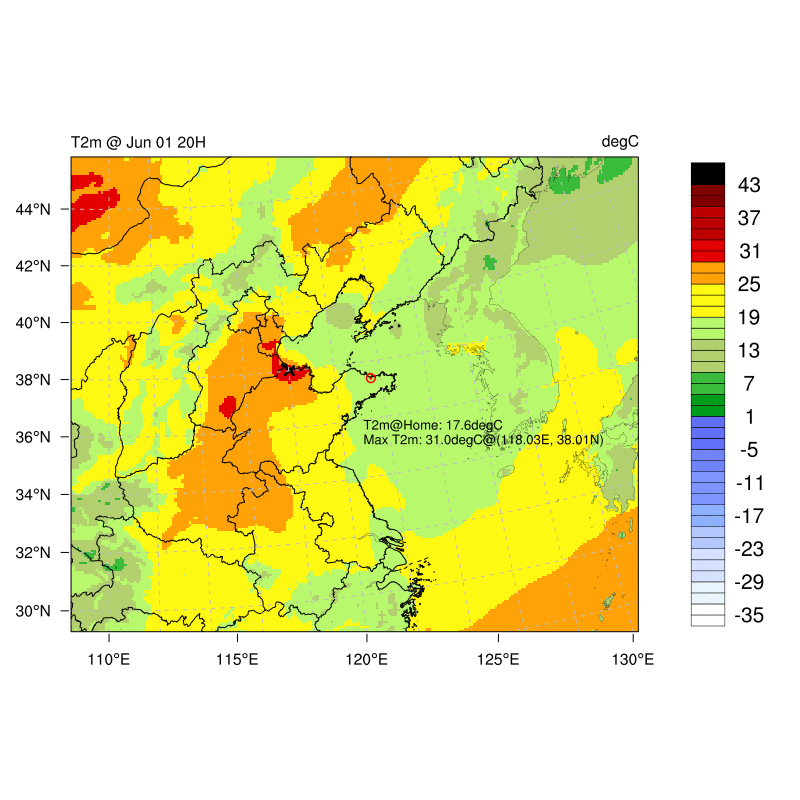 T2m @ Jun 01 20H
degC
43
37
31
25
19
13
7
1
-5
-11
-17
-23
-29
-35
44°N
42°N
40°N
38°N
36°N
34°N
32°N
30°N
T2m@Home: 17.6degC
Max T2m: 31.0degC@(118.03E, 38.01N)
110°E
115°E
120°E
125°E
130°E